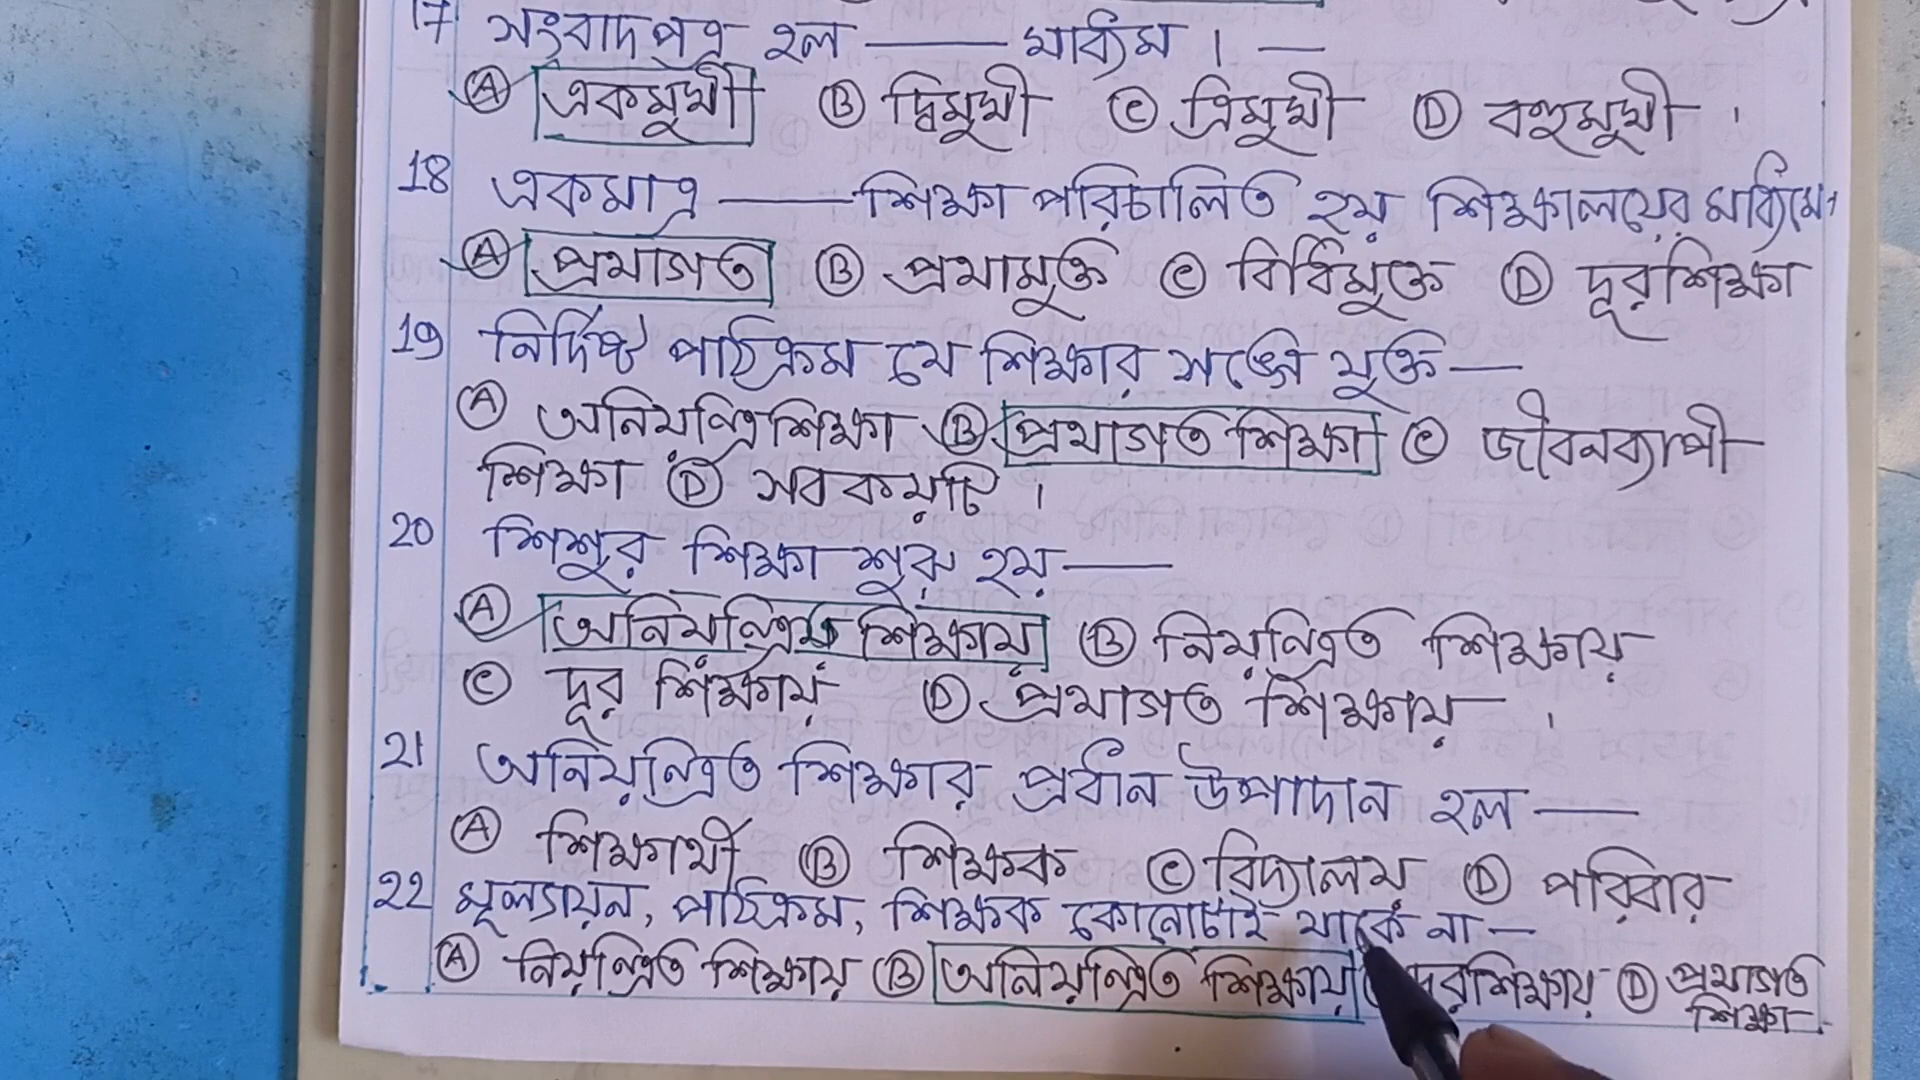 17 সংবাদপত্র হল —— মাধ্যম । —
Ⓐ একমুখী Ⓑ দ্বিমুখী Ⓒ ত্রিমুখী Ⓓ বহুমুখী ।
18 একমাত্র —— শিক্ষা পরিচালিত হয় শিক্ষালয়ের মাধ্যমে।
Ⓐ প্রথাগত Ⓑ প্রথামুক্ত Ⓒ বিধিমুক্ত Ⓓ দূরশিক্ষা
19 নির্দিষ্ট পাঠক্রম যে শিক্ষার সঙ্গে যুক্ত —
Ⓐ অনিয়ন্ত্রিশিক্ষা Ⓑ প্রথাগত শিক্ষা Ⓒ জীবনব্যাপী
শিক্ষা Ⓓ সবকয়টি ।
20 শিশুর শিক্ষা শুরু হয় ——
Ⓐ অনিয়ন্ত্রিত শিক্ষায় Ⓑ নিয়ন্ত্রিত শিক্ষায়
Ⓒ দূর শিক্ষায় Ⓓ প্রথাগত শিক্ষায় ।
21 অনিয়ন্ত্রিত শিক্ষার প্রধান উপাদান হল ——
Ⓐ শিক্ষার্থী Ⓑ শিক্ষক Ⓒ বিদ্যালয় Ⓓ পরিবার
22 মূল্যায়ন, পাঠক্রম, শিক্ষক কোনোটাই থাকে না —
Ⓐ নিয়ন্ত্রিত শিক্ষায় Ⓑ অনিয়ন্ত্রিত শিক্ষায় দূরশিক্ষায় Ⓓ প্রথাগত
শিক্ষা